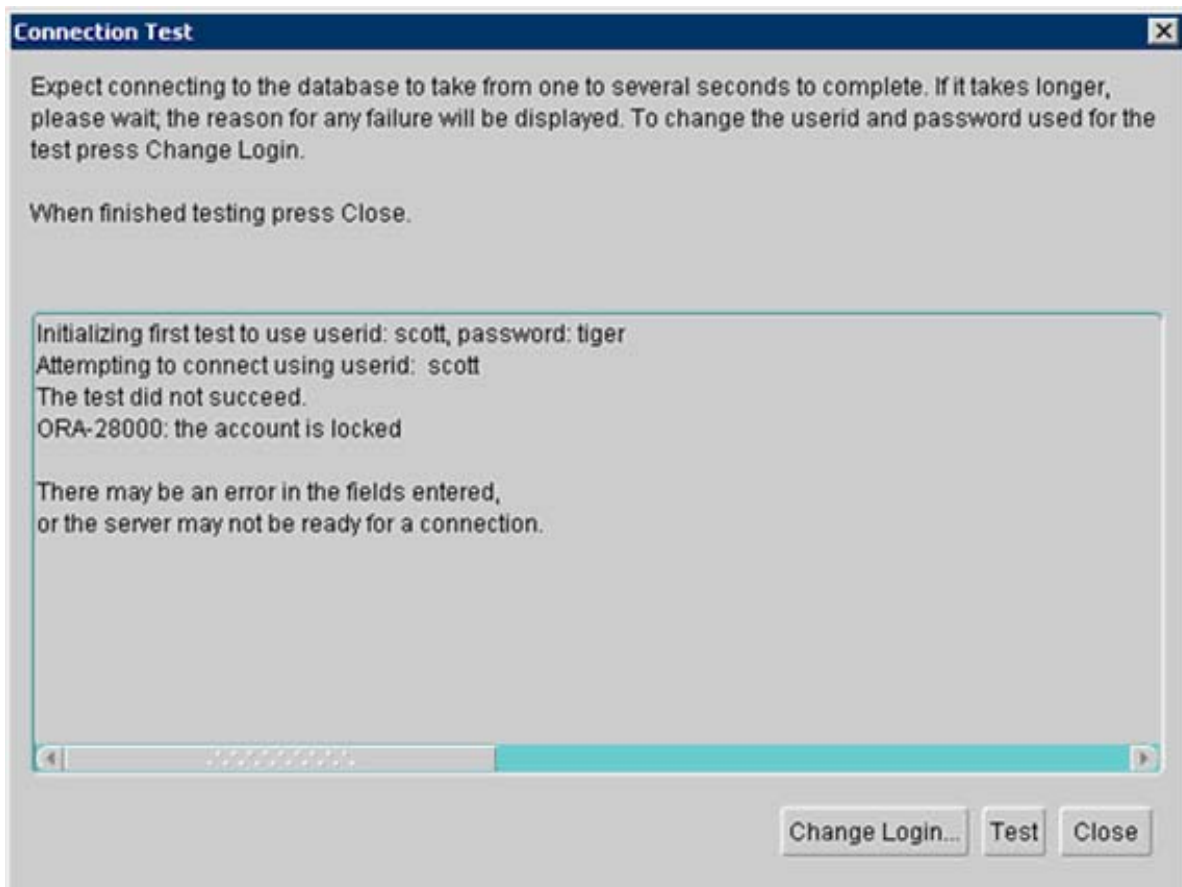 Connection Test
Expect connecting to the database to take from one to several seconds to complete. If it takes longer,
please wait; the reason for any failure will be displayed. To change the userid and password used for the
test press Change Login.
When finished testing press Close.
Initializing first test to use userid: scott, password: tiger
Attempting to connect using userid:  scott
The test did not succeed.
ORA-28000: the account is locked
There may be an error in the fields entered,
or the server may not be ready for a connection.
Change Login...
Test
Close